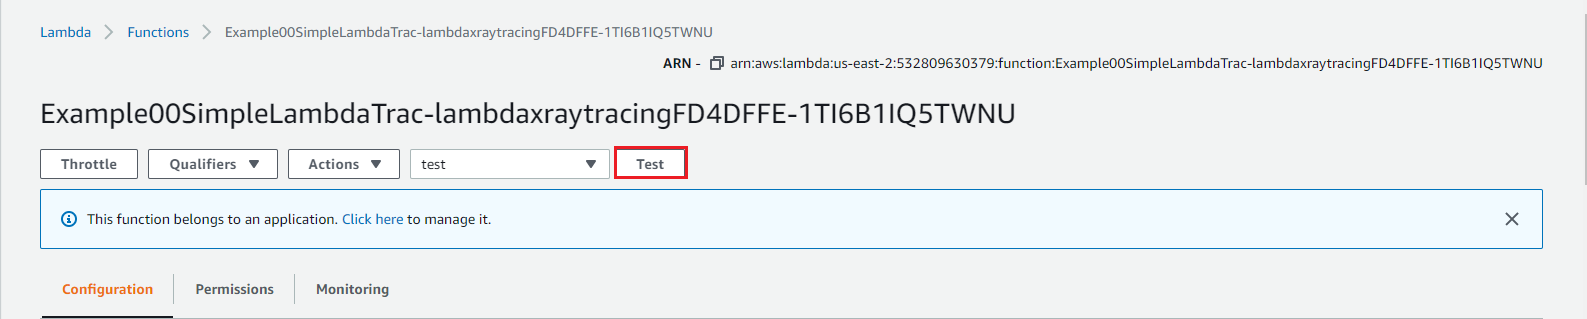 Lambda Functions Example00SimpleLambdaTrac-lambdaxraytracingFD4DFFE-1TI6B1IQ5TWNU
ARN - arn:aws:lambda:us-east-2:532809630379:function:Example00SimpleLambdaTrac-lambdaxraytracingFD4DFFE-1TI6B1IQ5TWNU
Example00SimpleLambdaTrac-lambdaxraytracingFD4DFFE-1TI6B1IQ5TWNU
Throttle Qualifiers Actions test Test
This function belongs to an application. Click here to manage it.
Configuration Permissions Monitoring